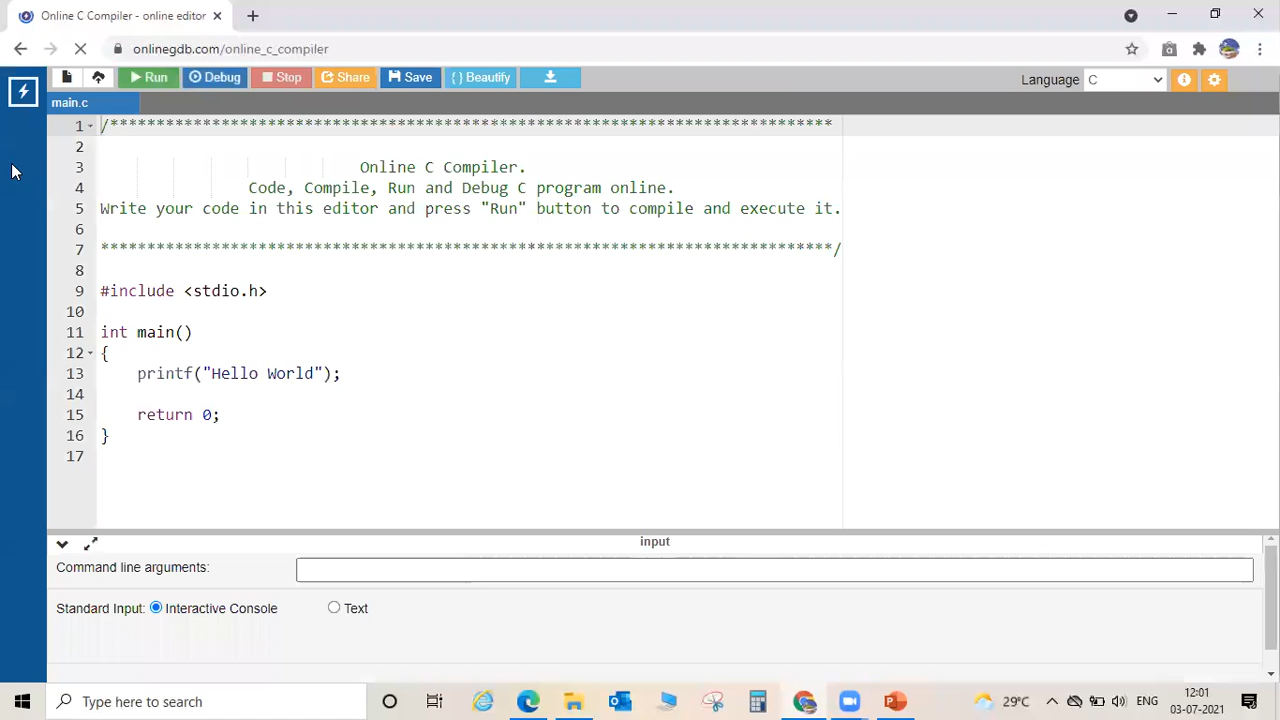 Online C Compiler - online editor
onlinegdb.com/online_c_compiler
Run Debug Stop Share Save { } Beautify Language C
main.c
1 /******************************************************************************
2
3 Online C Compiler.
4 Code, Compile, Run and Debug C program online.
5 Write your code in this editor and press "Run" button to compile and execute it.
6
7 *******************************************************************************/
8
9 #include <stdio.h>
10
11 int main()
12 {
13 printf("Hello World");
14
15 return 0;
16 }
17
input
Command line arguments:
Standard Input: Interactive Console Text
Type here to search
29°C ENG 12:01
03-07-2021